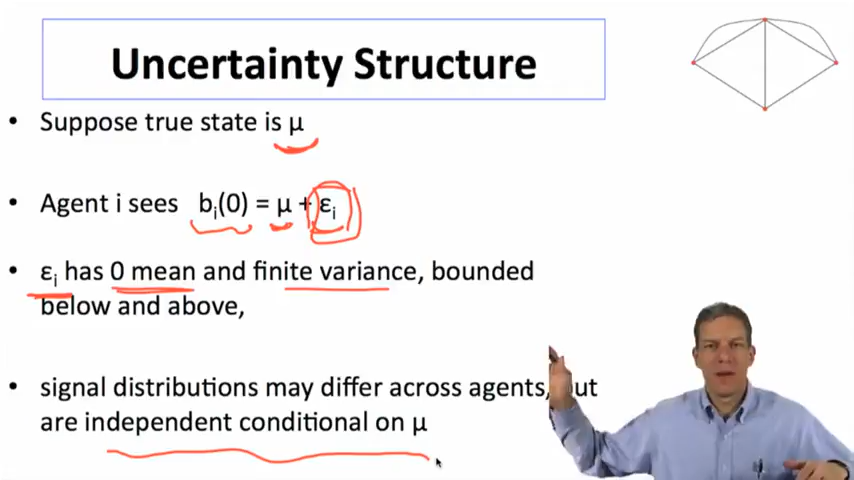 Uncertainty Structure
• Suppose true state is μ
• Agent i sees bᵢ(0) = μ + εᵢ
• εᵢ has 0 mean and finite variance, bounded
below and above,
• signal distributions may differ across agents, but
are independent conditional on μ